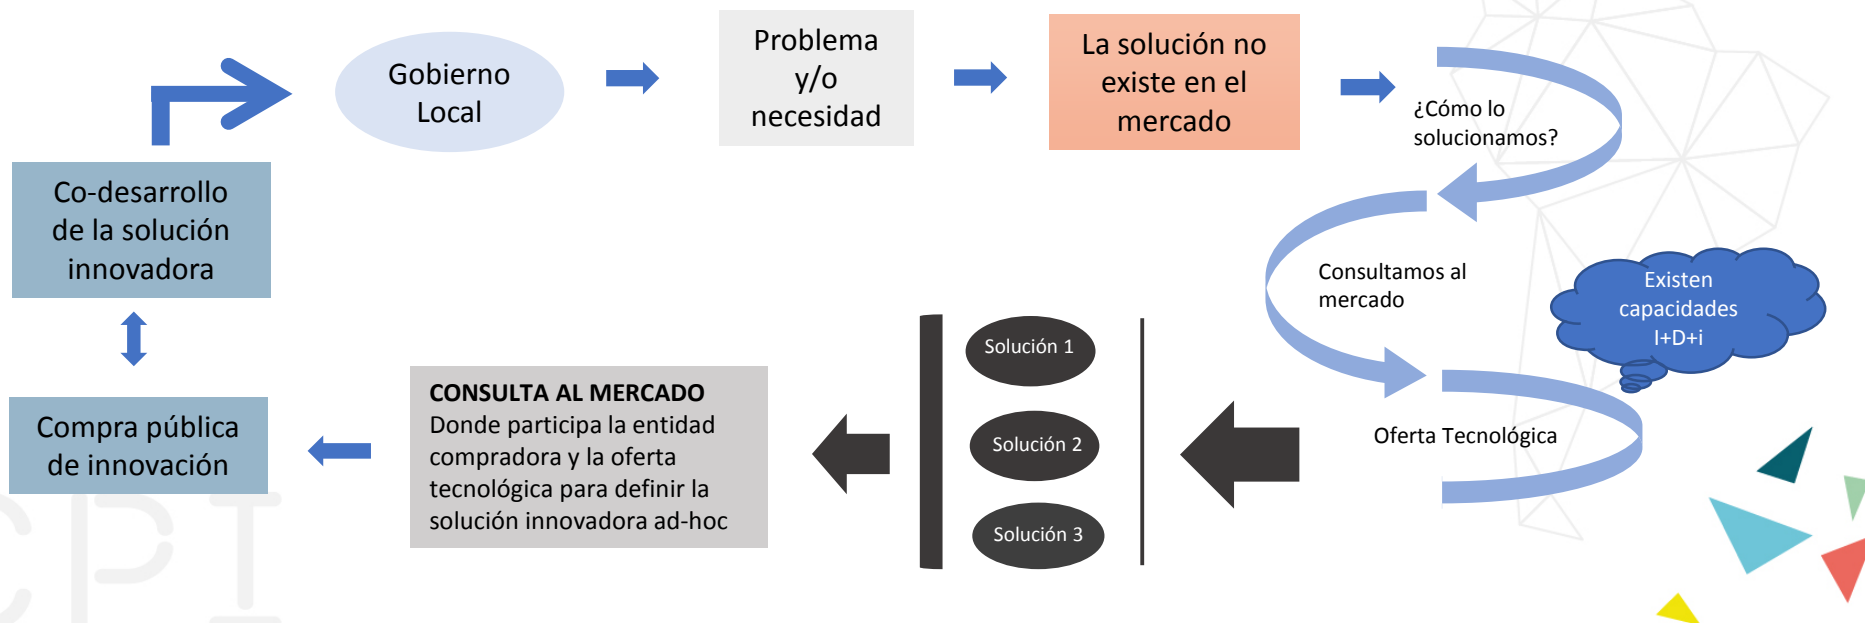 Gobierno
Local
Problema
y/o
necesidad
La solución no
existe en el
mercado
¿Cómo lo
solucionamos?
Consultamos al
mercado
Existen
capacidades
I+D+i
Oferta Tecnológica
Solución 1
Solución 2
Solución 3
CONSULTA AL MERCADO
Donde participa la entidad
compradora y la oferta
tecnológica para definir la
solución innovadora ad-hoc
Compra pública
de innovación
Co-desarrollo
de la solución
innovadora
CPI